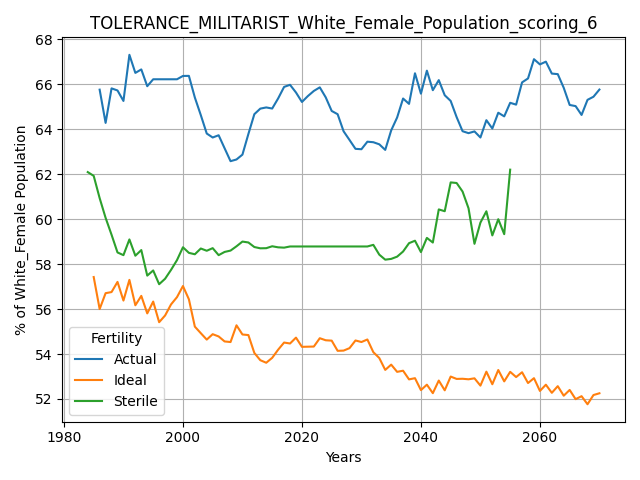 TOLERANCE_MILITARIST_White_Female_Population_scoring_6
% of White_Female Population
68
66
64
62
60
58
56
54
52
Fertility
Actual
Ideal
Sterile
1980
2000
2020
2040
2060
Years